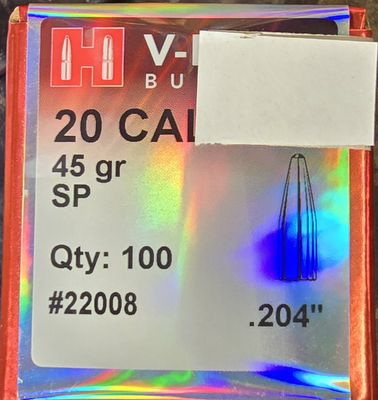 V-
BU
20 CAL
45 gr
SP
Qty: 100
#22008
.204"